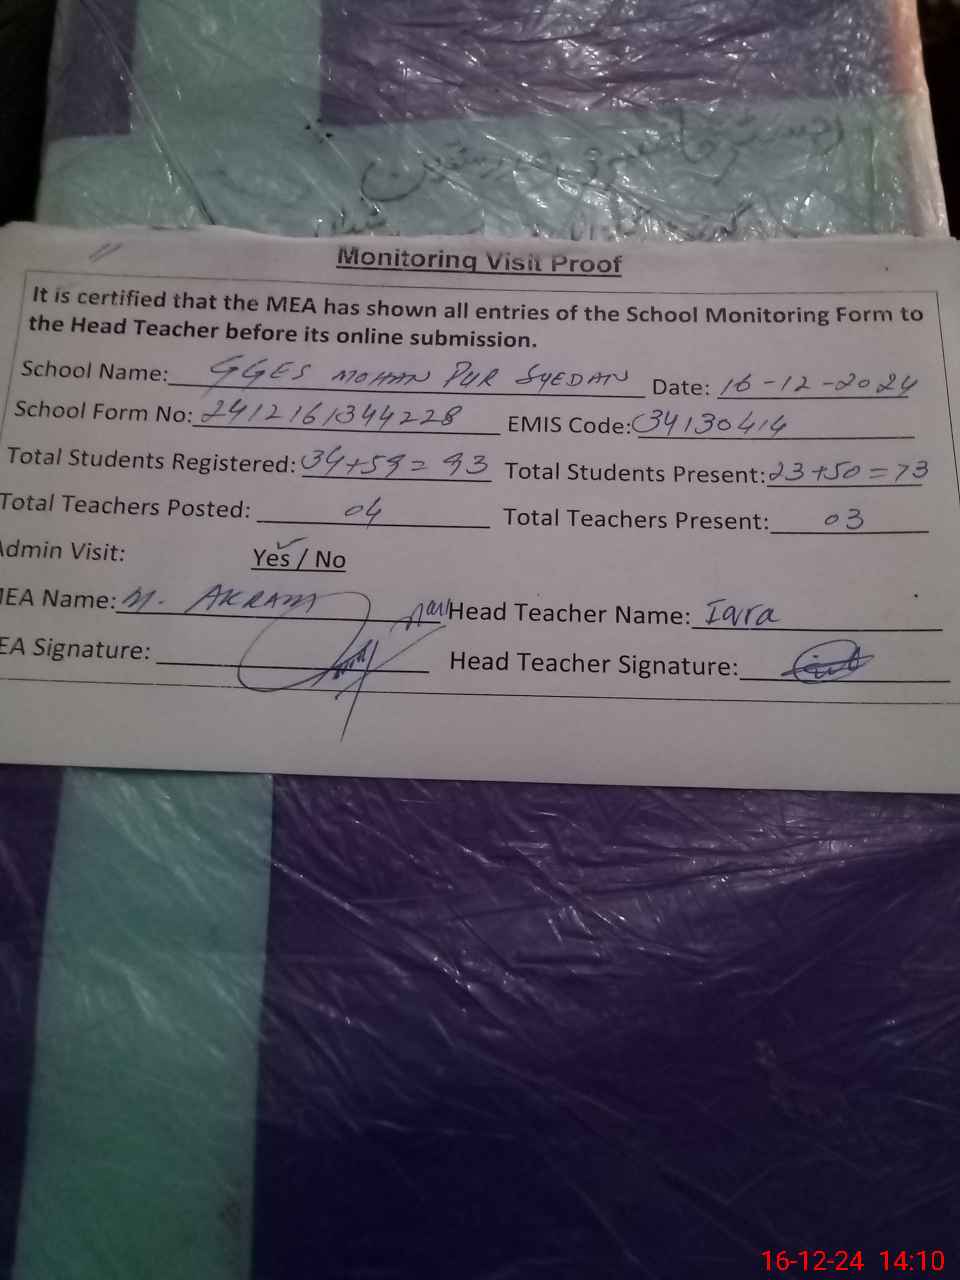 رجسٹر حاضری مدرسین
Monitoring Visit Proof
It is certified that the MEA has shown all entries of the School Monitoring Form to
the Head Teacher before its online submission.
School Name: GGES MOHAN PUR SYEDAN Date: 16-12-2024
School Form No: 2412161344228 EMIS Code: 34130414
Total Students Registered: 34+59=93 Total Students Present: 23+50=73
Total Teachers Posted: 04 Total Teachers Present: 03
Admin Visit: Yes / No
MEA Name: M. AKRAM Head Teacher Name: Iqra
EA Signature: Head Teacher Signature:
16-12-24 14:10